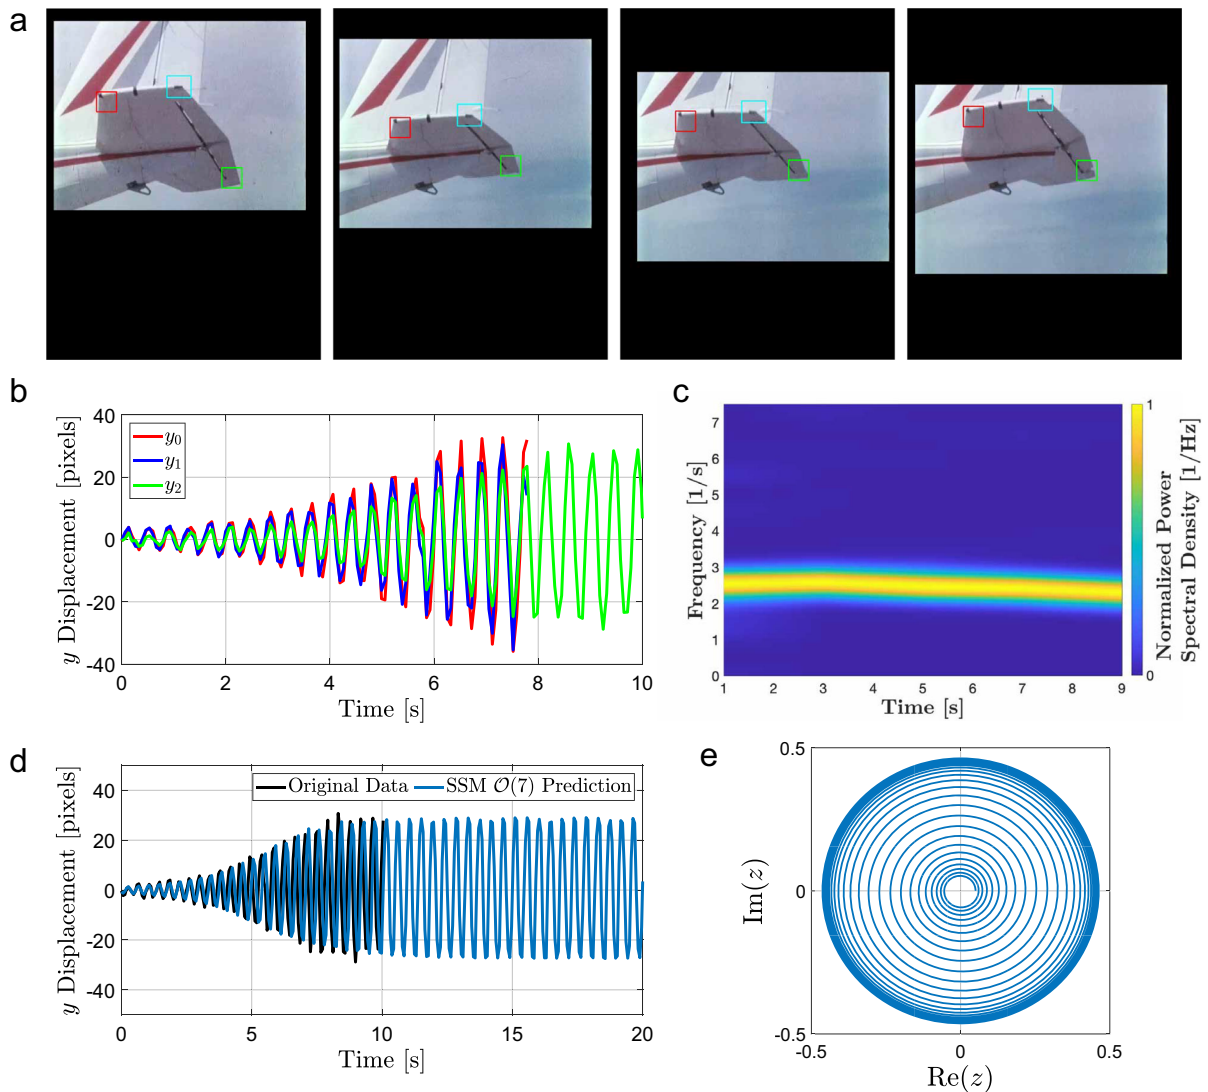 a
b
40
20
0
-20
-40
y Displacement [pixels]
y0
y1
y2
0
2
4
6
8
10
Time [s]
c
7
6
5
4
3
2
1
0
Frequency [1/s]
1
2
3
4
5
6
7
8
9
Time [s]
1
0
Normalized Power
Spectral Density [1/Hz]
d
40
20
0
-20
-40
y Displacement [pixels]
Original Data
SSM O(7) Prediction
0
5
10
15
20
Time [s]
e
0.5
0
-0.5
Im(z)
-0.5
0
0.5
Re(z)